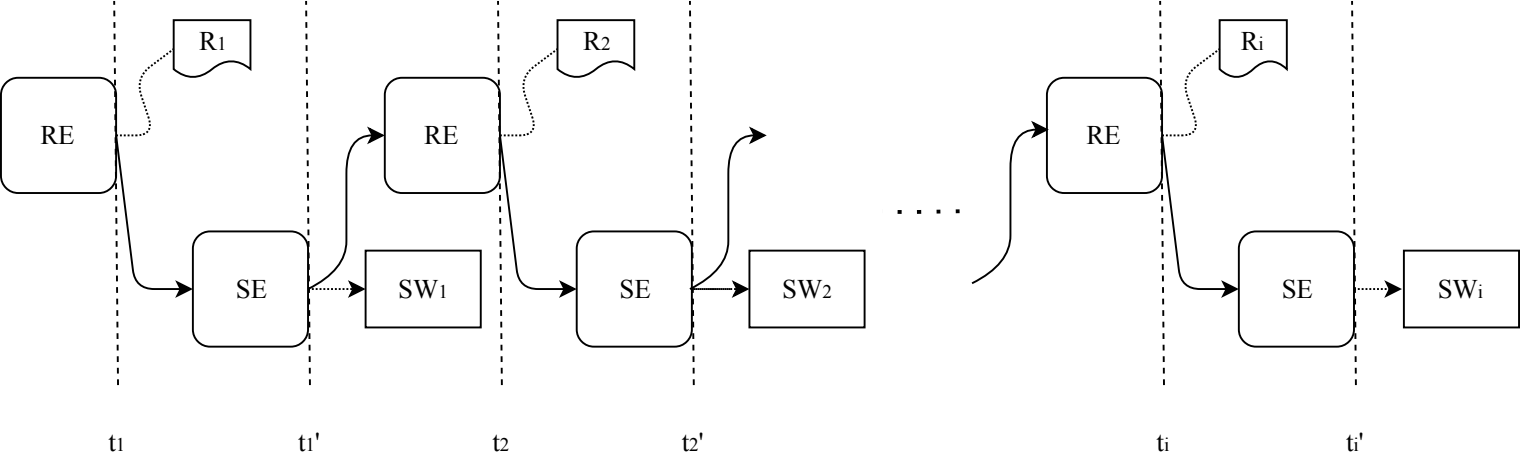 R1
R2
Ri
RE
RE
RE
. . . .
SE
SW1
SE
SW2
SE
SWi
t1
t1'
t2
t2'
ti
ti'